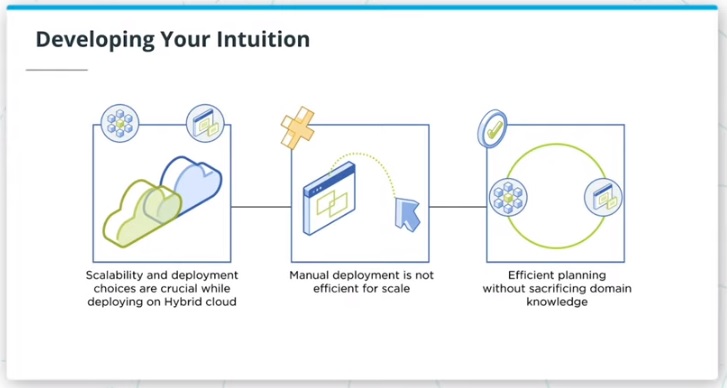 Developing Your Intuition
Scalability and deployment
choices are crucial while
deploying on Hybrid cloud
Manual deployment is not
efficient for scale
Efficient planning
without sacrificing domain
knowledge